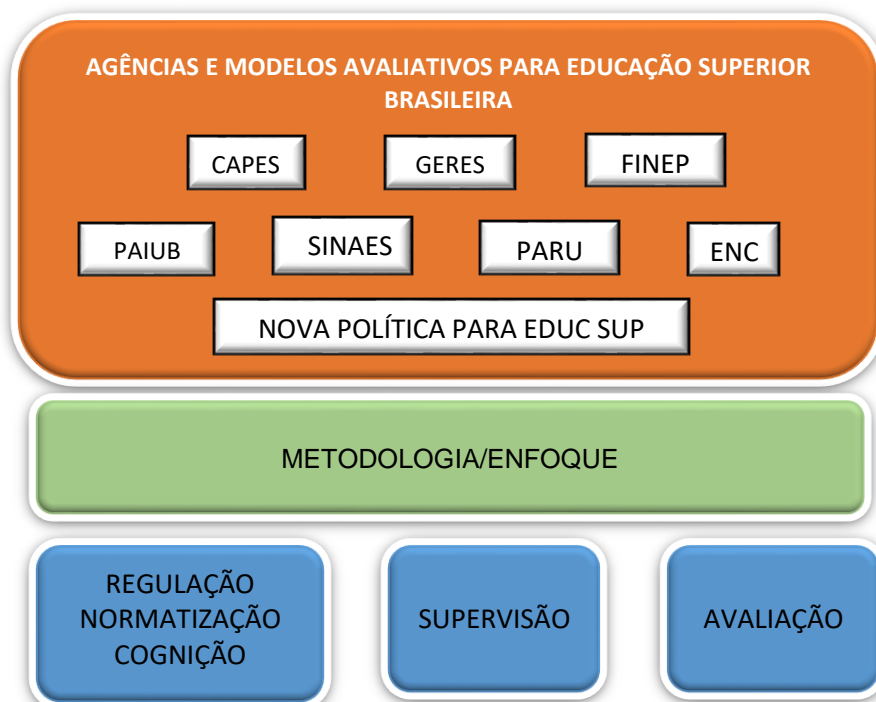 AGÊNCIAS E MODELOS AVALIATIVOS PARA EDUCAÇÃO SUPERIOR
BRASILEIRA
CAPES
GERES
FINEP
PAIUB
SINAES
PARU
ENC
NOVA POLÍTICA PARA EDUC SUP
METODOLOGIA/ENFOQUE
REGULAÇÃO
NORMATIZAÇÃO
COGNIÇÃO
SUPERVISÃO
AVALIAÇÃO